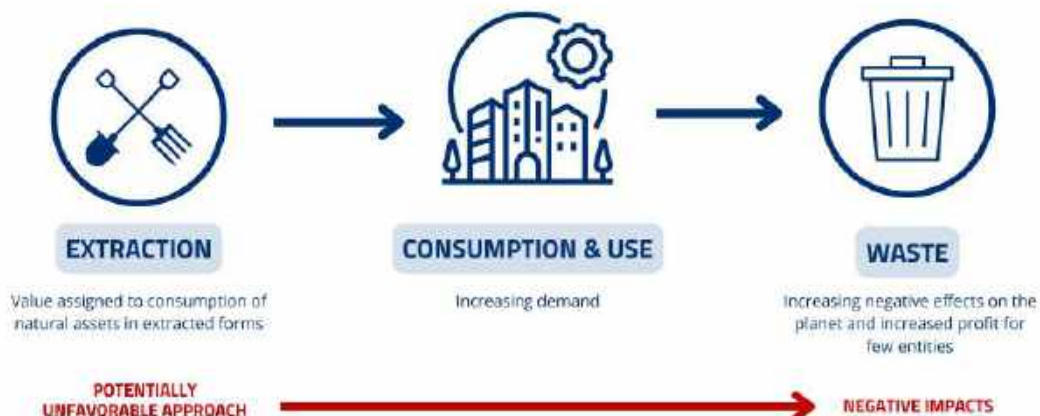 EXTRACTION
CONSUMPTION & USE
WASTE
Value assigned to consumption of
natural assets in extracted forms
Increasing demand
Increasing negative effects on the
planet and increased profit for
few entities
POTENTIALLY
UNFAVORABLE APPROACH
NEGATIVE IMPACTS